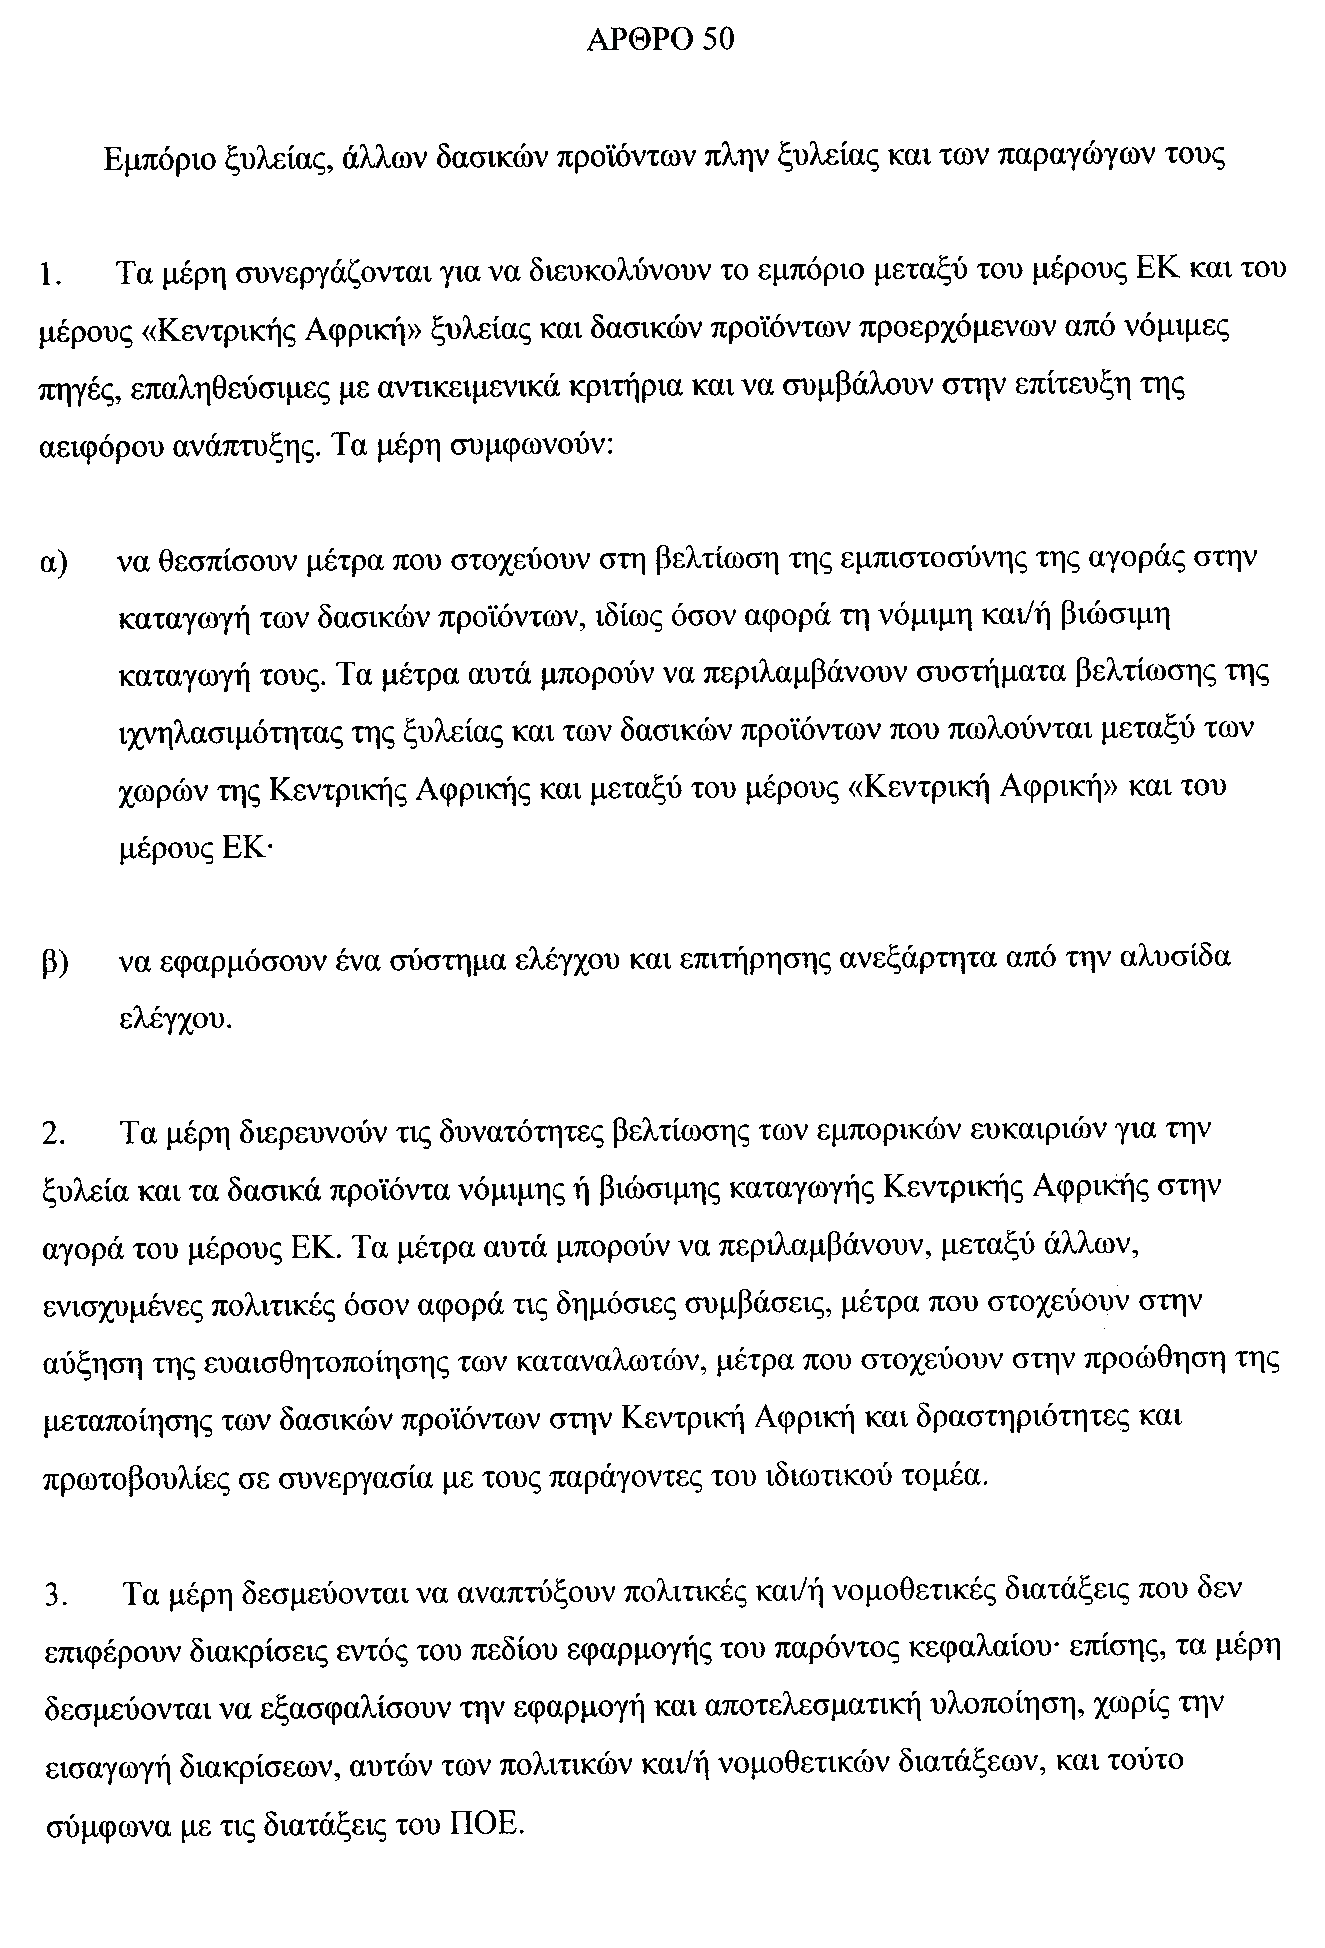 ΑΡΘΡΟ 50
Εμπόριο ξυλείας, άλλων δασικών προϊόντων πλην ξυλείας και των παραγώγων τους
1. Τα μέρη συνεργάζονται για να διευκολύνουν το εμπόριο μεταξύ του μέρους ΕΚ και του
μέρους «Κεντρικής Αφρική» ξυλείας και δασικών προϊόντων προερχόμενων από νόμιμες
πηγές, επαληθεύσιμες με αντικειμενικά κριτήρια και να συμβάλουν στην επίτευξη της
αειφόρου ανάπτυξης. Τα μέρη συμφωνούν:
α) να θεσπίσουν μέτρα που στοχεύουν στη βελτίωση της εμπιστοσύνης της αγοράς στην
καταγωγή των δασικών προϊόντων, ιδίως όσον αφορά τη νόμιμη και/ή βιώσιμη
καταγωγή τους. Τα μέτρα αυτά μπορούν να περιλαμβάνουν συστήματα βελτίωσης της
ιχνηλασιμότητας της ξυλείας και των δασικών προϊόντων που πωλούνται μεταξύ των
χωρών της Κεντρικής Αφρικής και μεταξύ του μέρους «Κεντρική Αφρική» και του
μέρους ΕΚ·
β) να εφαρμόσουν ένα σύστημα ελέγχου και επιτήρησης ανεξάρτητα από την αλυσίδα
ελέγχου.
2. Τα μέρη διερευνούν τις δυνατότητες βελτίωσης των εμπορικών ευκαιριών για την
ξυλεία και τα δασικά προϊόντα νόμιμης ή βιώσιμης καταγωγής Κεντρικής Αφρικής στην
αγορά του μέρους ΕΚ. Τα μέτρα αυτά μπορούν να περιλαμβάνουν, μεταξύ άλλων,
ενισχυμένες πολιτικές όσον αφορά τις δημόσιες συμβάσεις, μέτρα που στοχεύουν στην
αύξηση της ευαισθητοποίησης των καταναλωτών, μέτρα που στοχεύουν στην προώθηση της
μεταποίησης των δασικών προϊόντων στην Κεντρική Αφρική και δραστηριότητες και
πρωτοβουλίες σε συνεργασία με τους παράγοντες του ιδιωτικού τομέα.
3. Τα μέρη δεσμεύονται να αναπτύξουν πολιτικές και/ή νομοθετικές διατάξεις που δεν
επιφέρουν διακρίσεις εντός του πεδίου εφαρμογής του παρόντος κεφαλαίου· επίσης, τα μέρη
δεσμεύονται να εξασφαλίσουν την εφαρμογή και αποτελεσματική υλοποίηση, χωρίς την
εισαγωγή διακρίσεων, αυτών των πολιτικών και/ή νομοθετικών διατάξεων, και τούτο
σύμφωνα με τις διατάξεις του ΠΟΕ.